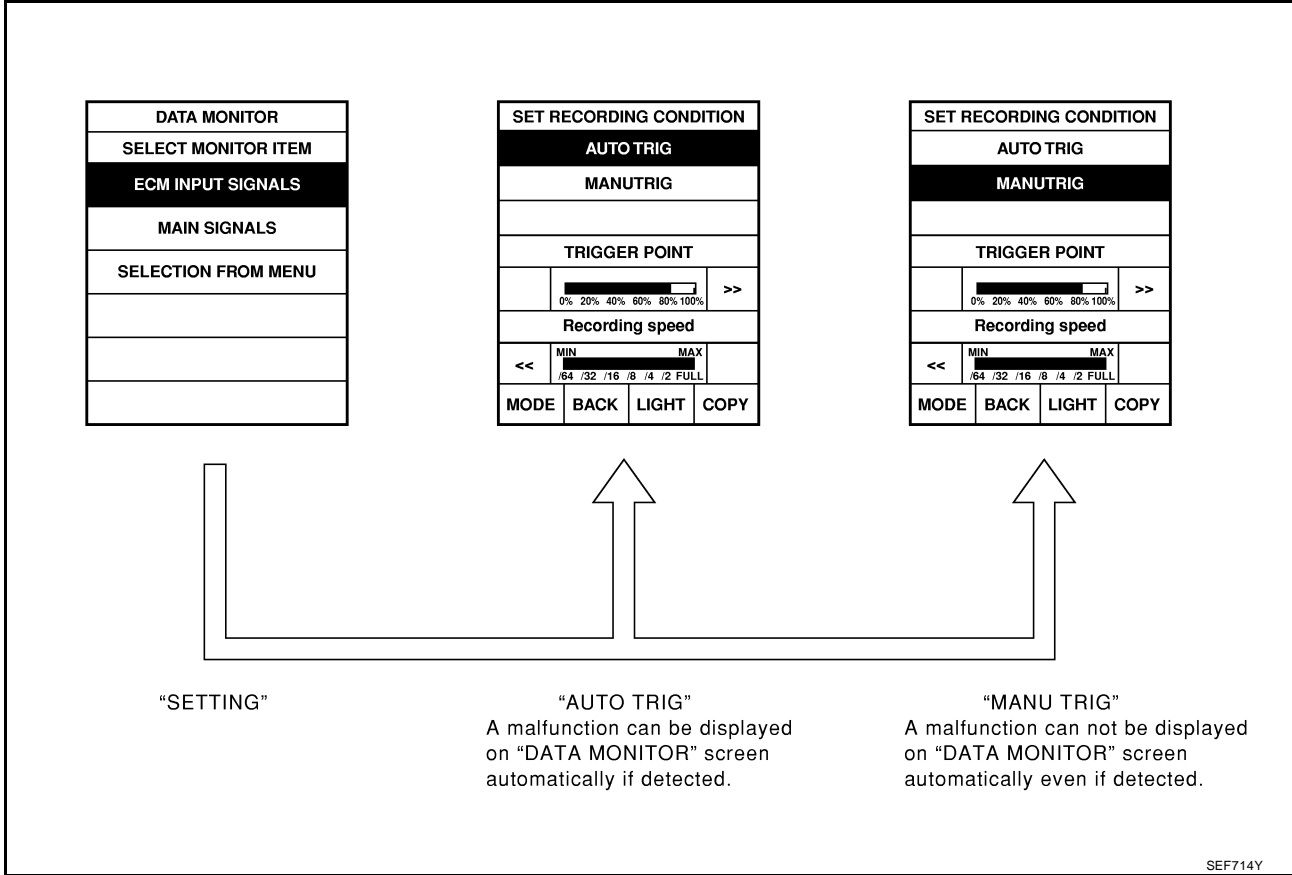 DATA MONITOR
SELECT MONITOR ITEM
ECM INPUT SIGNALS
MAIN SIGNALS
SELECTION FROM MENU
SET RECORDING CONDITION
AUTO TRIG
MANUTRIG
TRIGGER POINT
>>
0% 20% 40% 60% 80% 100%
Recording speed
MIN MAX
<<
/64 /32 /16 /8 /4 /2 FULL
MODE BACK LIGHT COPY
SET RECORDING CONDITION
AUTO TRIG
MANUTRIG
TRIGGER POINT
>>
0% 20% 40% 60% 80% 100%
Recording speed
MIN MAX
<<
/64 /32 /16 /8 /4 /2 FULL
MODE BACK LIGHT COPY
“SETTING”
“AUTO TRIG”
A malfunction can be displayed
on “DATA MONITOR” screen
automatically if detected.
“MANU TRIG”
A malfunction can not be displayed
on “DATA MONITOR” screen
automatically even if detected.
SEF714Y